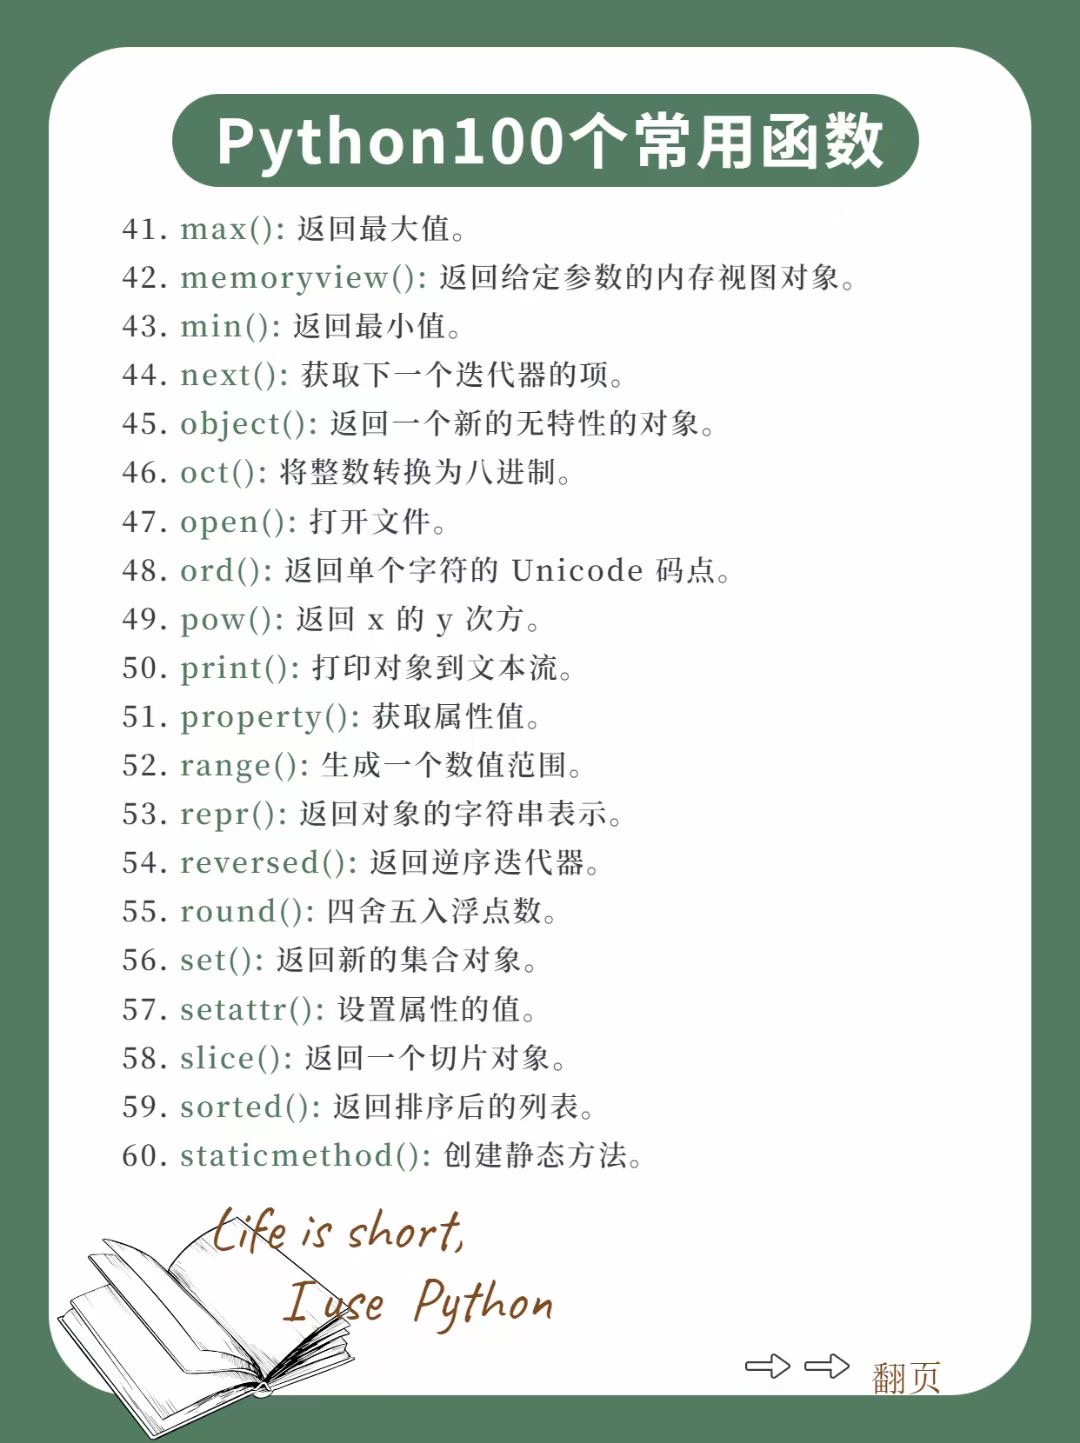 Python100个常用函数
41. max(): 返回最大值。
42. memoryview(): 返回给定参数的内存视图对象。
43. min(): 返回最小值。
44. next(): 获取下一个迭代器的项。
45. object(): 返回一个新的无特性的对象。
46. oct(): 将整数转换为八进制。
47. open(): 打开文件。
48. ord(): 返回单个字符的 Unicode 码点。
49. pow(): 返回 x 的 y 次方。
50. print(): 打印对象到文本流。
51. property(): 获取属性值。
52. range(): 生成一个数值范围。
53. repr(): 返回对象的字符串表示。
54. reversed(): 返回逆序迭代器。
55. round(): 四舍五入浮点数。
56. set(): 返回新的集合对象。
57. setattr(): 设置属性的值。
58. slice(): 返回一个切片对象。
59. sorted(): 返回排序后的列表。
60. staticmethod(): 创建静态方法。
Life is short,
I use Python
翻页